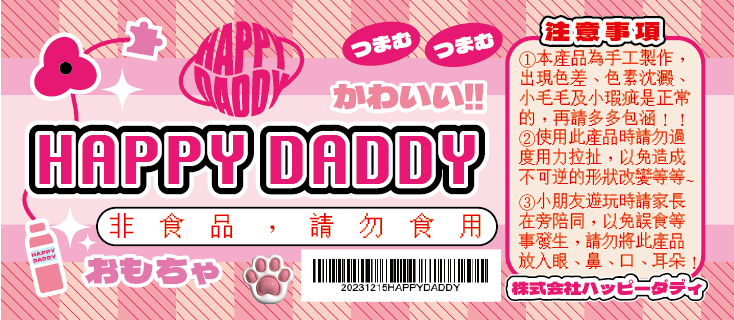 HAPPY
DADDY
つまむ
つまむ
かわいい!!
HAPPY DADDY
非食品，請勿食用
HAPPY
DADDY
おもちゃ
20231215HAPPYDADDY
注意事項
①本產品為手工製作，
出現色差、色素沈澱、
小毛毛及小瑕疵是正常
的，再請多多包涵！！
②使用此產品時請勿過
度用力拉扯，以免造成
不可逆的形狀改變等等~
③小朋友遊玩時請家長
在旁陪同，以免誤食等
事發生，請勿將此產品
放入眼、鼻、口、耳朵！
株式会社ハッピーダディ